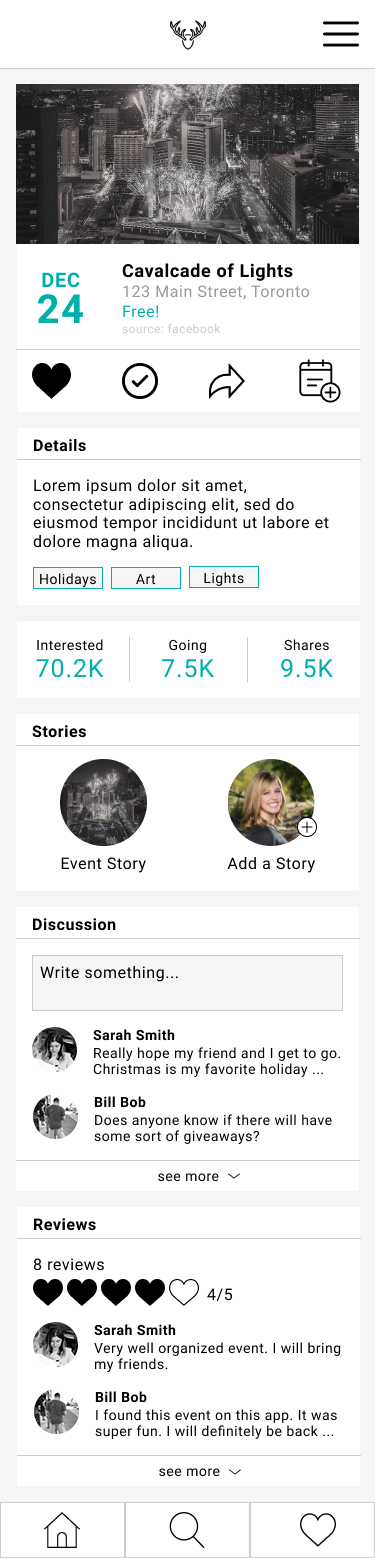 DEC
24
Cavalcade of Lights
123 Main Street, Toronto
Free!
source: facebook
Details
Lorem ipsum dolor sit amet,
consectetur adipiscing elit, sed do
eiusmod tempor incididunt ut labore et
dolore magna aliqua.
Holidays Art Lights
Interested Going Shares
70.2K 7.5K 9.5K
Stories
Event Story Add a Story
Discussion
Write something...
Sarah Smith
Really hope my friend and I get to go.
Christmas is my favorite holiday ...
Bill Bob
Does anyone know if there will have
some sort of giveaways?
see more
Reviews
8 reviews
4/5
Sarah Smith
Very well organized event. I will bring
my friends.
Bill Bob
I found this event on this app. It was
super fun. I will definitely be back ...
see more